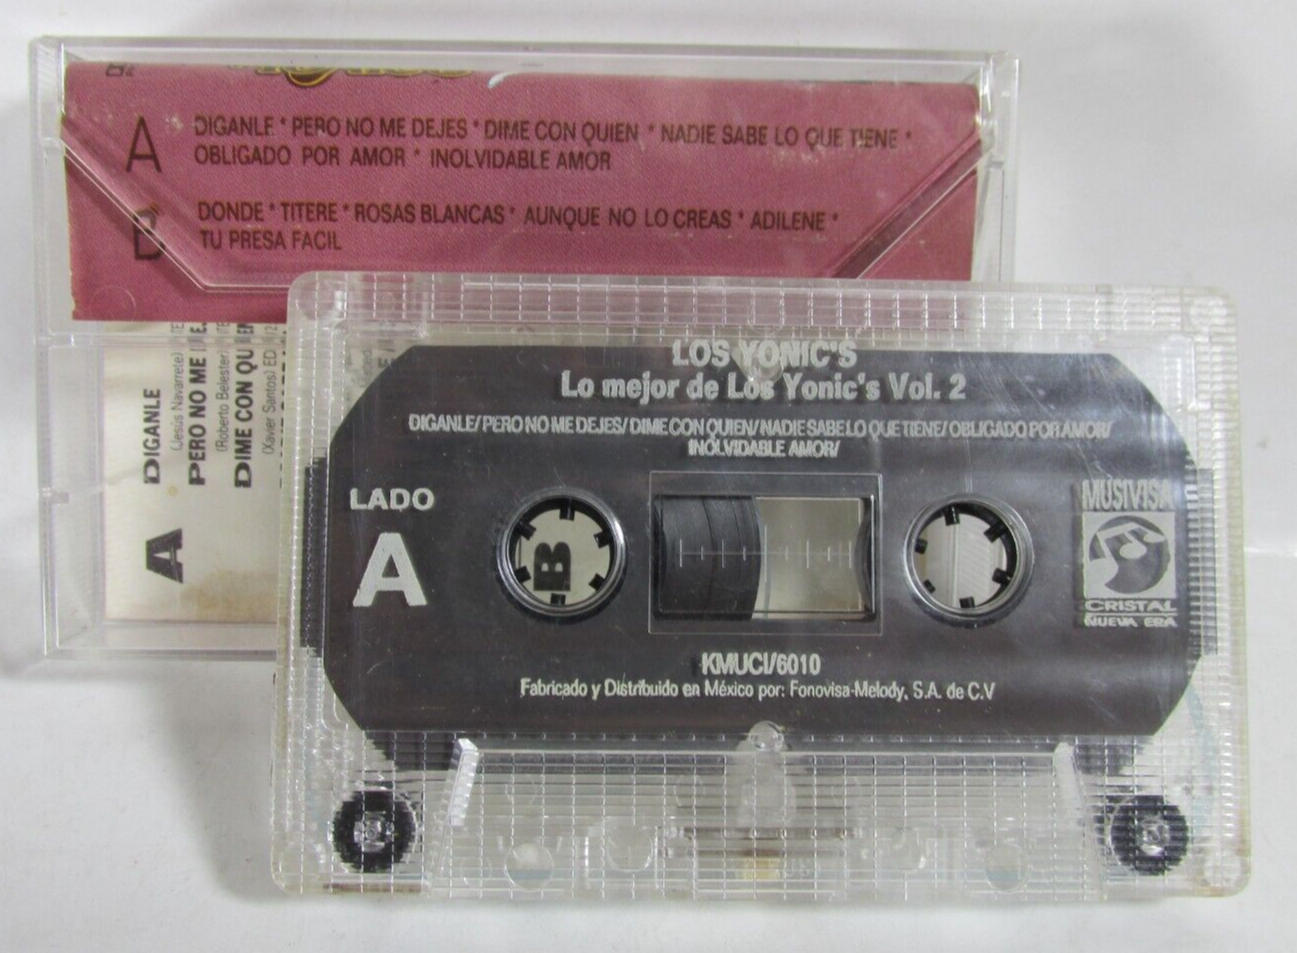 A
DIGANLE * PERO NO ME DEJES * DIME CON QUIEN * NADIE SABE LO QUE TIENE *
OBLIGADO POR AMOR * INOLVIDABLE AMOR
B
DONDE * TITERE * ROSAS BLANCAS * AUNQUE NO LO CREAS * ADILENE *
TU PRESA FACIL
A
DIGANLE
(Jesús Navarrete)
PERO NO ME
(Roberto Belester
DIME CON QU
(Xavier Santos) ED
LOS YONIC'S
Lo mejor de Los Yonic's Vol. 2
DIGANLE/ PERO NO ME DEJES/ DIME CON QUIEN/ NADIE SABE LO QUE TIENE/ OBLIGADO POR AMOR/
INOLVIDABLE AMOR/
LADO
A
B
MUSIVISA
CRISTAL
NUEVA ERA
KMUCI/6010
Fabricado y Distribuido en México por: Fonovisa-Melody, S.A. de C.V